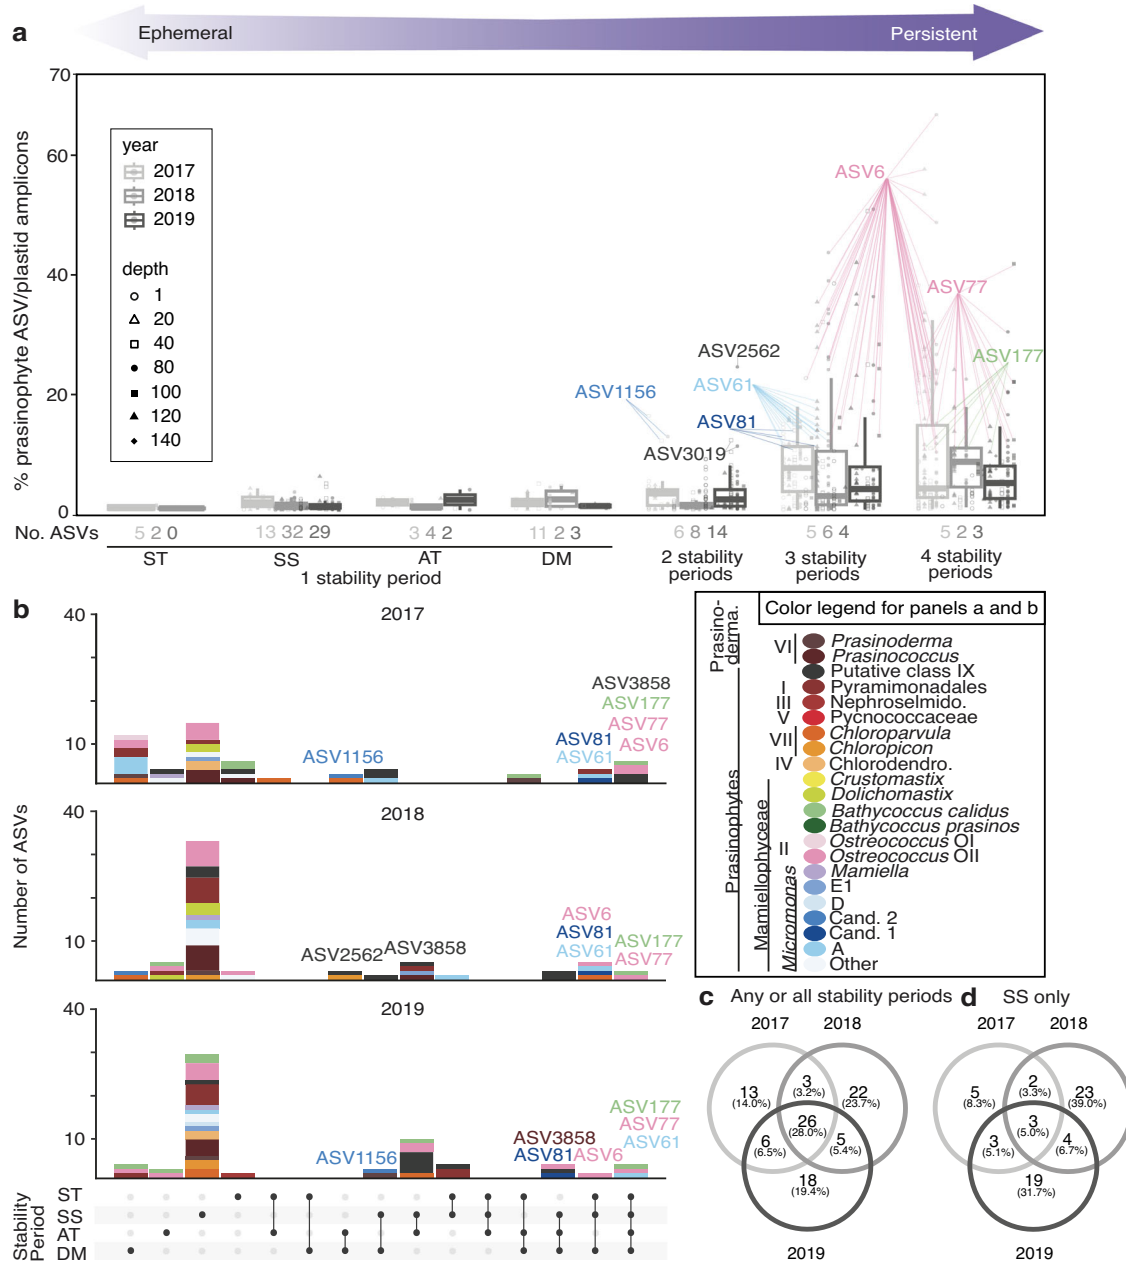 a
Ephemeral
Persistent
% prasinophyte ASV/plastid amplicons
70
60
40
20
0
year
2017
2018
2019
depth
1
20
40
80
100
120
140
ASV6
ASV77
ASV177
ASV2562
ASV61
ASV1156
ASV81
ASV3019
No. ASVs
5 2 0
13 32 29
3 4 2
11 2 3
6 8 14
5 6 4
5 2 3
ST
SS
AT
DM
1 stability period
2 stability
periods
3 stability
periods
4 stability
periods
b
Number of ASVs
2017
40
10
ASV1156
ASV3858
ASV177
ASV77
ASV81
ASV6
ASV61
2018
40
10
ASV2562
ASV3858
ASV6
ASV81
ASV177
ASV61
ASV77
2019
40
10
ASV1156
ASV177
ASV77
ASV3858
ASV61
ASV81
ASV6
Stability
Period
ST
SS
AT
DM
Color legend for panels a and b
Prasino-
derma.
Prasinophytes
Mamiellophyceae
Micromonas
VI
Prasinoderma
Prasinococcus
Putative class IX
I
Pyramimonadales
III
Nephroselmido.
V
Pycnococcaceae
VII
Chloroparvula
Chloropicon
IV
Chlorodendro.
Crustomastix
Dolichomastix
Bathycoccus calidus
Bathycoccus prasinos
II
Ostreococcus OI
Ostreococcus OII
Mamiella
E1
D
Cand. 2
Cand. 1
A
Other
c
Any or all stability periods
2017
2018
13
(14.0%)
3
(3.2%)
22
(23.7%)
26
(28.0%)
6
(6.5%)
5
(5.4%)
18
(19.4%)
2019
d
SS only
2017
2018
5
(8.3%)
2
(3.3%)
23
(39.0%)
3
(5.0%)
3
(5.1%)
4
(6.7%)
19
(31.7%)
2019